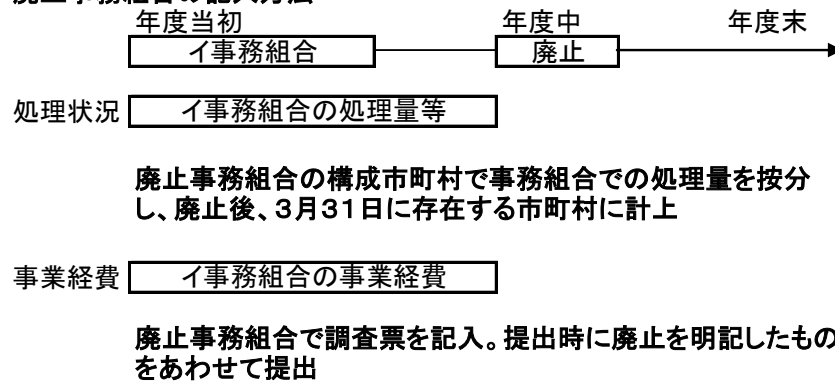 廃止事務組合の記入方法
年度当初 年度中 年度末
イ事務組合 廃止
処理状況 イ事務組合の処理量等
廃止事務組合の構成市町村で事務組合での処理量を按分
し、廃止後、3月31日に存在する市町村に計上
事業経費 イ事務組合の事業経費
廃止事務組合で調査票を記入。提出時に廃止を明記したもの
をあわせて提出